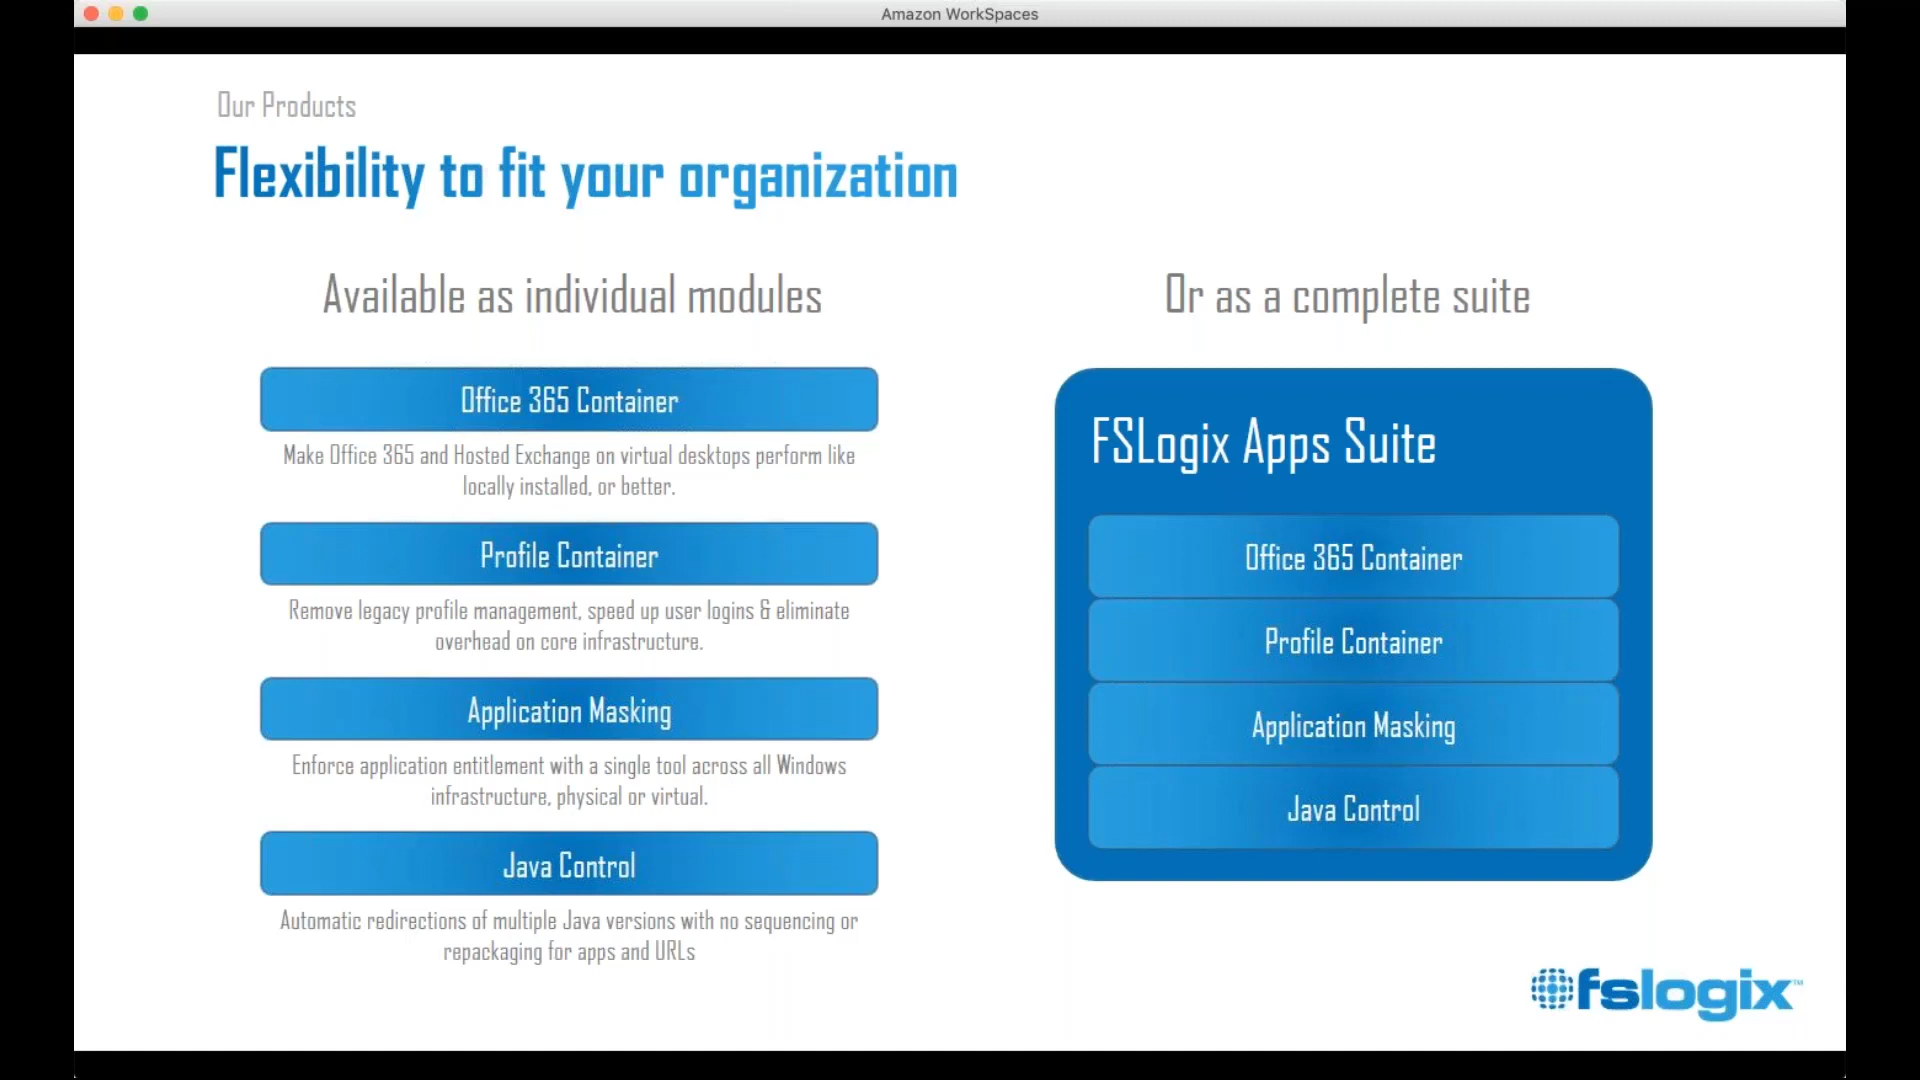 Amazon WorkSpaces
Our Products
Flexibility to fit your organization
Available as individual modules
Office 365 Container
Make Office 365 and Hosted Exchange on virtual desktops perform like
locally installed, or better.
Profile Container
Remove legacy profile management, speed up user logins & eliminate
overhead on core infrastructure.
Application Masking
Enforce application entitlement with a single tool across all Windows
infrastructure, physical or virtual.
Java Control
Automatic redirections of multiple Java versions with no sequencing or
repackaging for apps and URLs
Or as a complete suite
FSLogix Apps Suite
Office 365 Container
Profile Container
Application Masking
Java Control
fslogix™